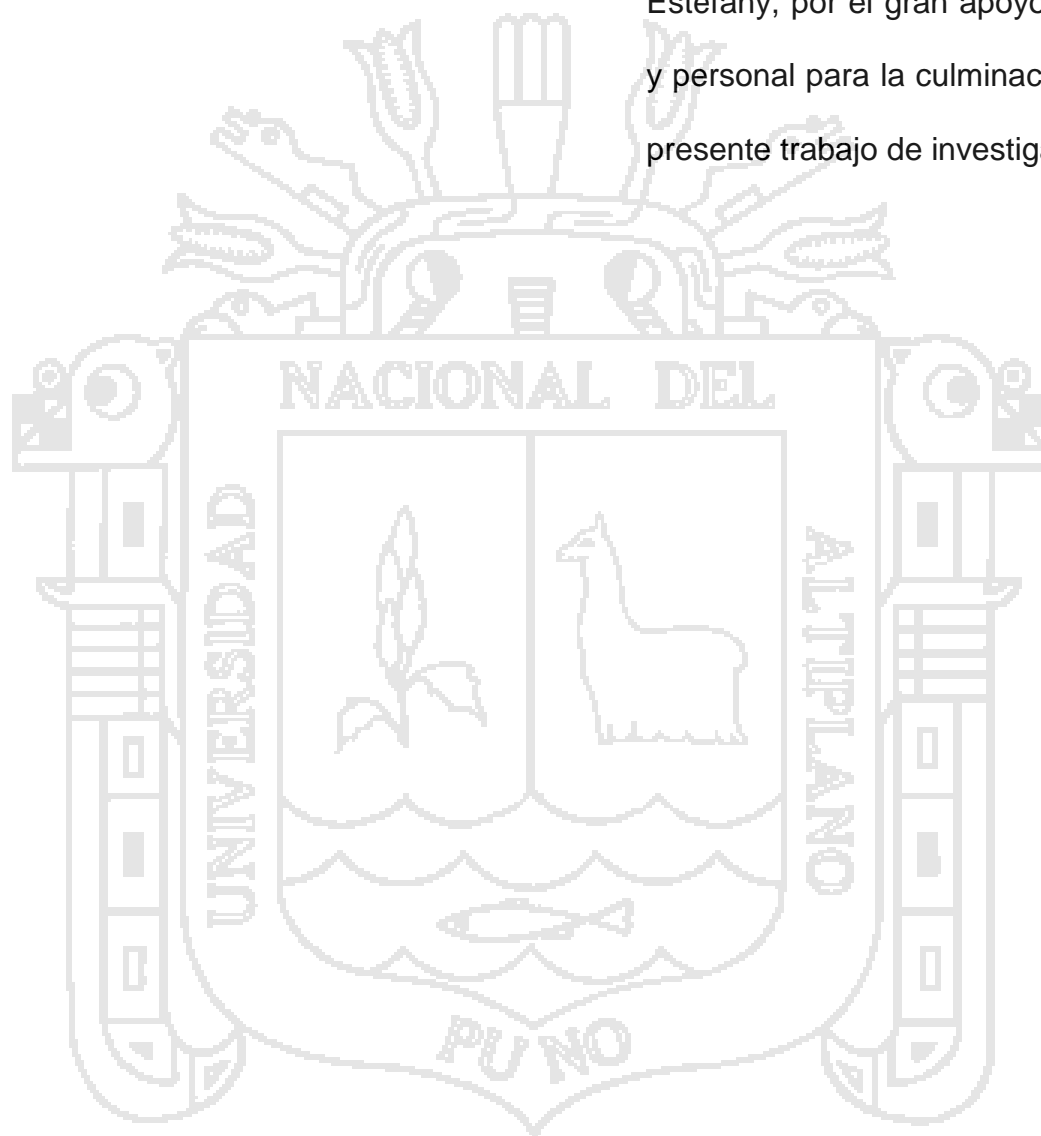 Estefany, por el gran apoyo
y personal para la
presente trabajo de
NACIONAL DEL
UNIVERSIDAD
ALTIPLANO
PUNO